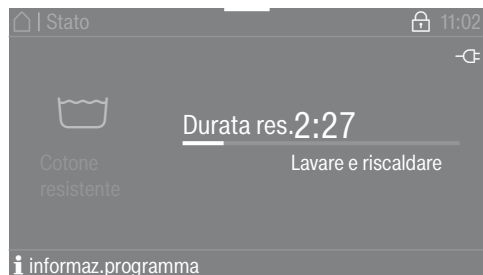 | Stato
11:02
Durata res.2:27
Lavare e riscaldare
Cotone
resistente
i informaz.programma